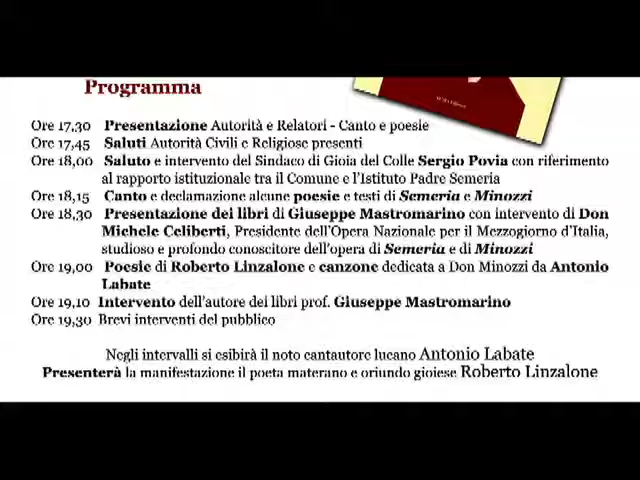 Programma
Ore 17,30 Presentazione Autorità e Relatori - Canto e poesie
Ore 17,45 Saluti Autorità Civili e Religiose presenti
Ore 18,00 Saluto e intervento del Sindaco di Gioia del Colle Sergio Povia con riferimento
al rapporto istituzionale tra il Comune e l'Istituto Padre Semeria
Ore 18,15 Canto e declamazione alcune poesie e testi di Semeria e Minozzi
Ore 18,30 Presentazione dei libri di Giuseppe Mastromarino con intervento di Don
Michele Celiberti, Presidente dell'Opera Nazionale per il Mezzogiorno d'Italia,
studioso e profondo conoscitore dell'opera di Semeria e di Minozzi
Ore 19,00 Poesie di Roberto Linzalone e canzone dedicata a Don Minozzi da Antonio
Labate
Ore 19,10 Intervento dell'autore dei libri prof. Giuseppe Mastromarino
Ore 19,30 Brevi interventi del pubblico
Negli intervalli si esibirà il noto cantautore lucano Antonio Labate
Presenterà la manifestazione il poeta materano e oriundo gioiese Roberto Linzalone